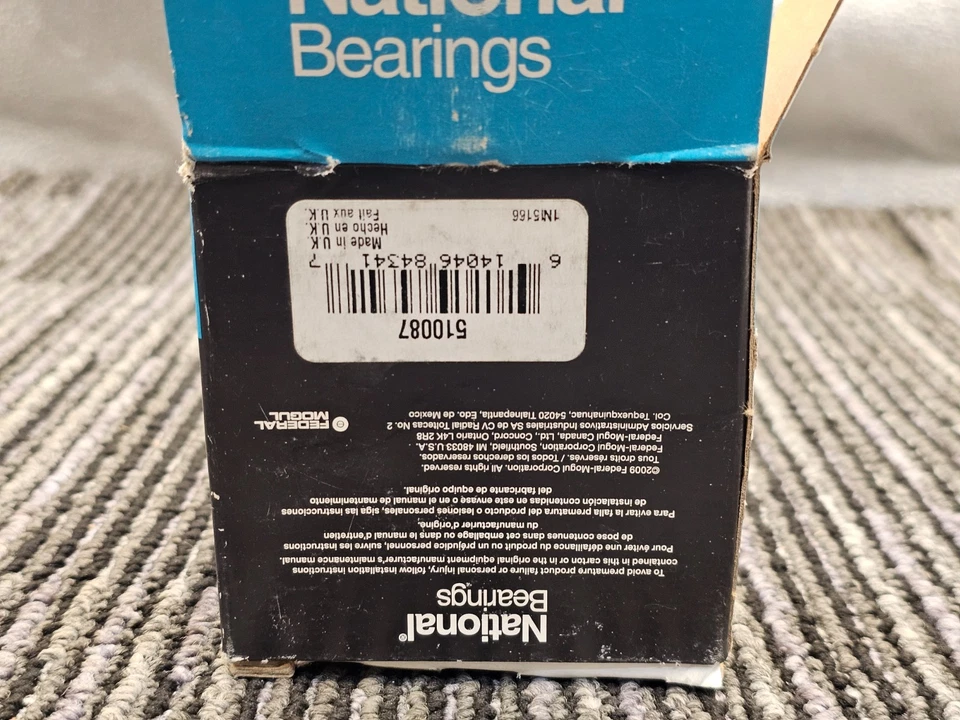 National
Bearings
National®
Bearings
To avoid premature product failure or personal injury, follow installation instructions
contained in this carton or in the original equipment manufacturer's maintenance manual.
Pour éviter une défaillance du produit ou un préjudice personnel, suivre les instructions
de pose contenues dans cet emballage ou dans le manuel d'entretien
du manufacturier d'origine.
Para evitar la falla prematura del producto o lesiones personales, siga las instrucciones
de instalación contenidas en este envase o en el manual de mantenimiento
del fabricante de equipo original.
©2009 Federal-Mogul Corporation. All rights reserved.
Tous droits réservés. / Todos los derechos reservados.
Federal-Mogul Corporation, Southfield, MI 48033 U.S.A.
Federal-Mogul Canada, Ltd., Concord, Ontario L4K 2R8
Servicios Administrativos Industriales SA de CV Radial Toltecas No. 2
Col. Tequexquinahuac, 54020 Tlalnepantla, Edo. de Mexico
FEDERAL
MOGUL
510087
6 14046 84341 7
Made in U.K.
Hecho en U.K.
Fait aux U.K.
1NI5166